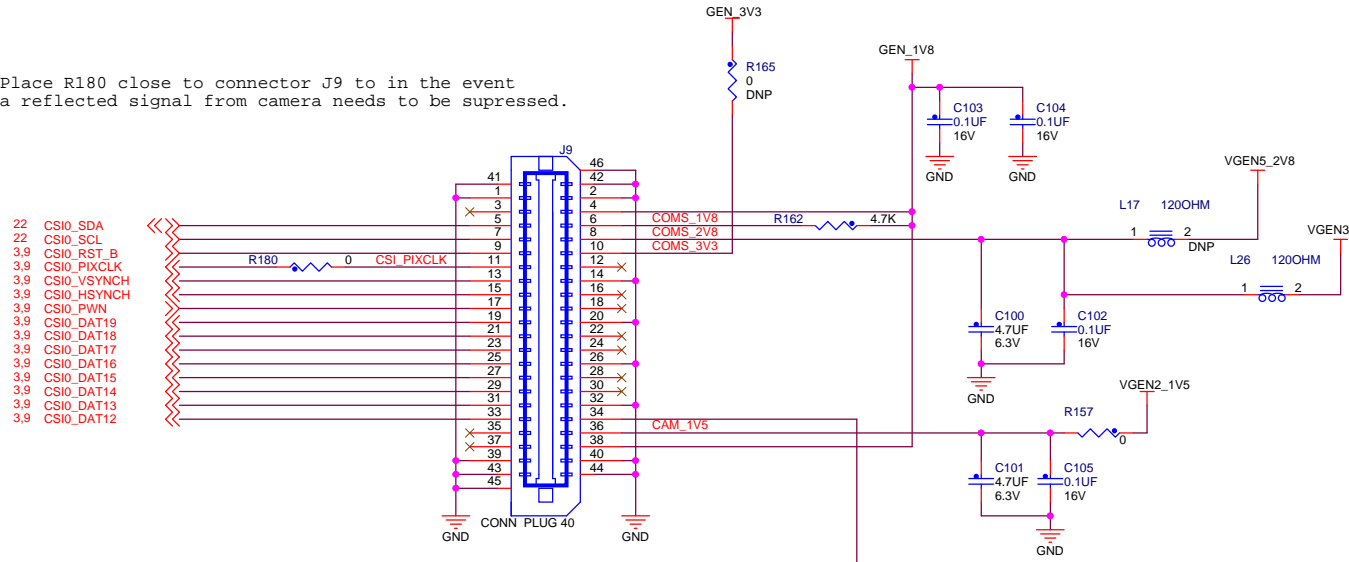 GEN_3V3
Place R180 close to connector J9 to in the event
a reflected signal from camera needs to be supressed.
R165
0
DNP
GEN_1V8
C103
0.1UF
16V
C104
0.1UF
16V
GND
GND
VGEN5_2V8
L17 120OHM
1 2
DNP
VGEN3
L26 120OHM
1 2
J9
41
1
3
5
7
9
11
13
15
17
19
21
23
25
27
29
31
33
35
37
39
43
45
46
42
2
4
6
8
10
12
14
16
18
20
22
24
26
28
30
32
34
36
38
40
44
22 CSI0_SDA
22 CSI0_SCL
3,9 CSI0_RST_B
3,9 CSI0_PIXCLK
3,9 CSI0_VSYNCH
3,9 CSI0_HSYNCH
3,9 CSI0_PWN
3,9 CSI0_DAT19
3,9 CSI0_DAT18
3,9 CSI0_DAT17
3,9 CSI0_DAT16
3,9 CSI0_DAT15
3,9 CSI0_DAT14
3,9 CSI0_DAT13
3,9 CSI0_DAT12
R180 0 CSI_PIXCLK
COMS_1V8
COMS_2V8
COMS_3V3
R162 4.7K
C100
4.7UF
6.3V
C102
0.1UF
16V
GND
VGEN2_1V5
R157
0
CAM_1V5
C101
4.7UF
6.3V
C105
0.1UF
16V
GND
CONN PLUG 40
GND
GND